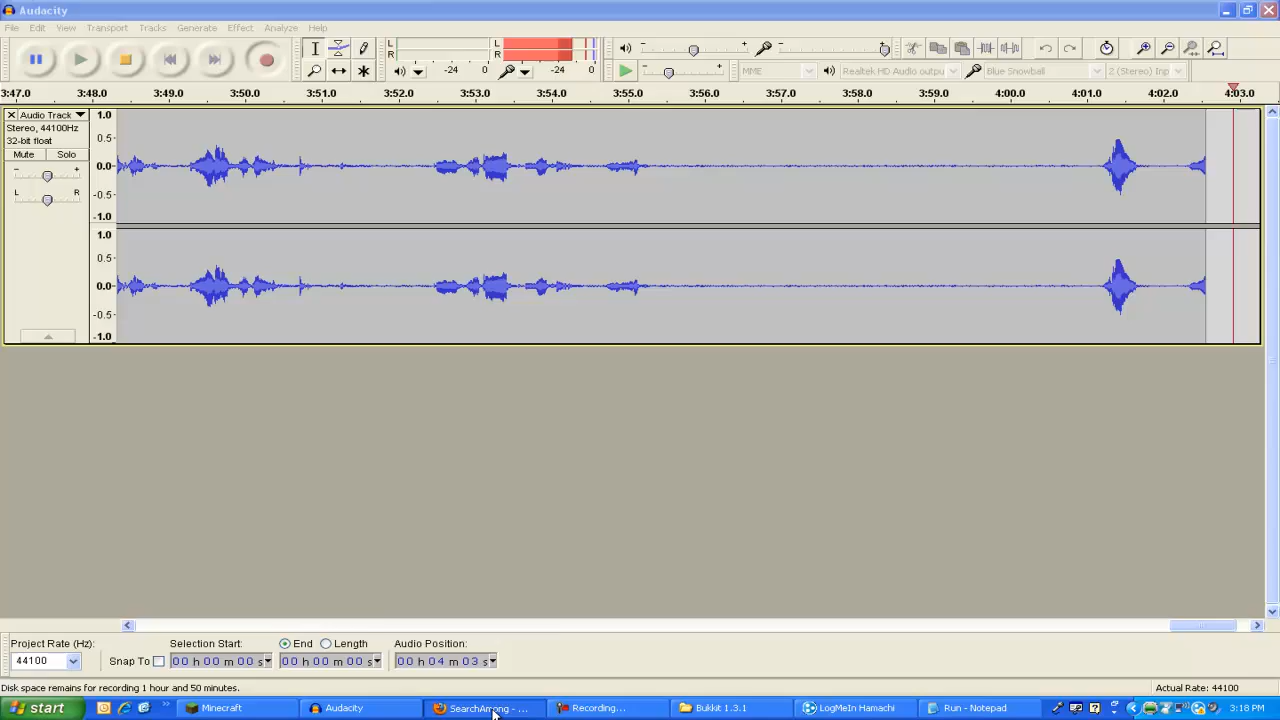 Audacity
File Edit View Transport Tracks Generate Effect Analyze Help
L R L R -24 0 -24 0
MME Realtek HD Audio outpu Blue Snowball 2 (Stereo) Inp
3:47.0 3:48.0 3:49.0 3:50.0 3:51.0 3:52.0 3:53.0 3:54.0 3:55.0 3:56.0 3:57.0 3:58.0 3:59.0 4:00.0 4:01.0 4:02.0 4:03.0
Audio Track
Stereo, 44100Hz
32-bit float
Mute Solo
- +
L R
1.0
0.5
0.0
-0.5
-1.0
1.0
0.5
0.0
-0.5
-1.0
Project Rate (Hz): Selection Start: End Length Audio Position:
44100 Snap To 00 h 00 m 00 s 00 h 00 m 00 s 00 h 04 m 03 s
Disk space remains for recording 1 hour and 50 minutes. Actual Rate: 44100
start Minecraft Audacity SearchAmong - ... Recording... Bukkit 1.3.1 LogMeIn Hamachi Run - Notepad 3:18 PM